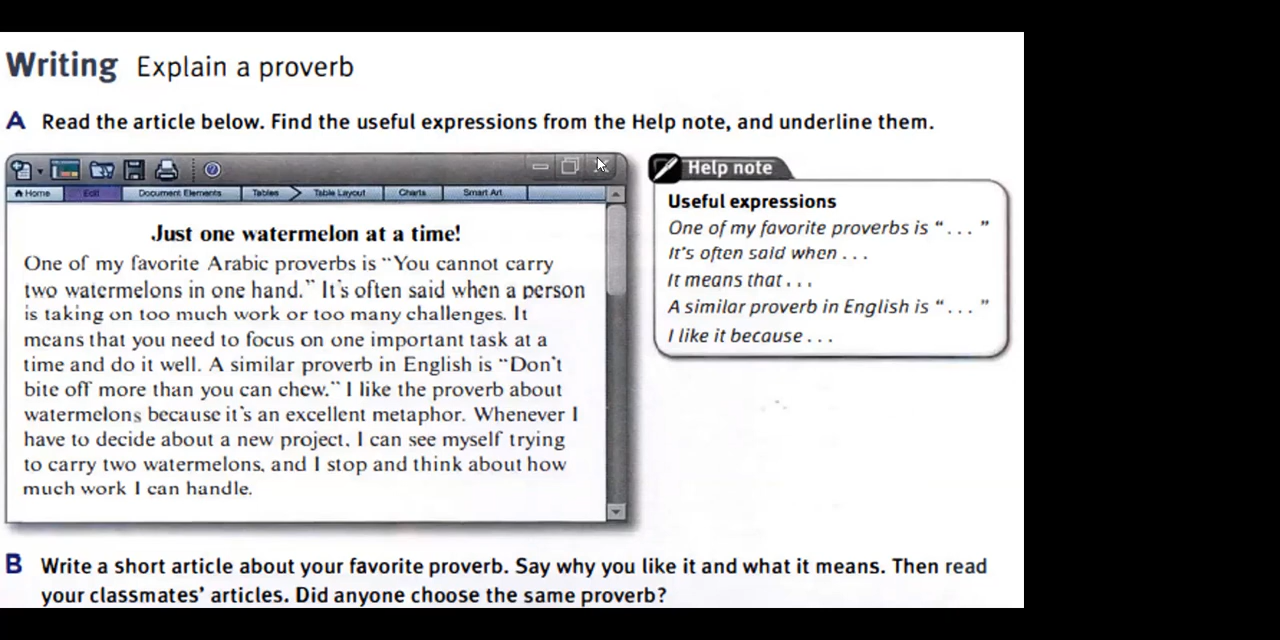 Writing Explain a proverb
A Read the article below. Find the useful expressions from the Help note, and underline them.
Home Edit Document Elements Tables Table Layout Charts Smart Art
Just one watermelon at a time!
One of my favorite Arabic proverbs is “You cannot carry
two watermelons in one hand.” It’s often said when a person
is taking on too much work or too many challenges. It
means that you need to focus on one important task at a
time and do it well. A similar proverb in English is “Don’t
bite off more than you can chew.” I like the proverb about
watermelons because it’s an excellent metaphor. Whenever I
have to decide about a new project, I can see myself trying
to carry two watermelons, and I stop and think about how
much work I can handle.
Help note
Useful expressions
One of my favorite proverbs is “ . . . ”
It’s often said when . . .
It means that . . .
A similar proverb in English is “ . . . ”
I like it because . . .
B Write a short article about your favorite proverb. Say why you like it and what it means. Then read
your classmates’ articles. Did anyone choose the same proverb?